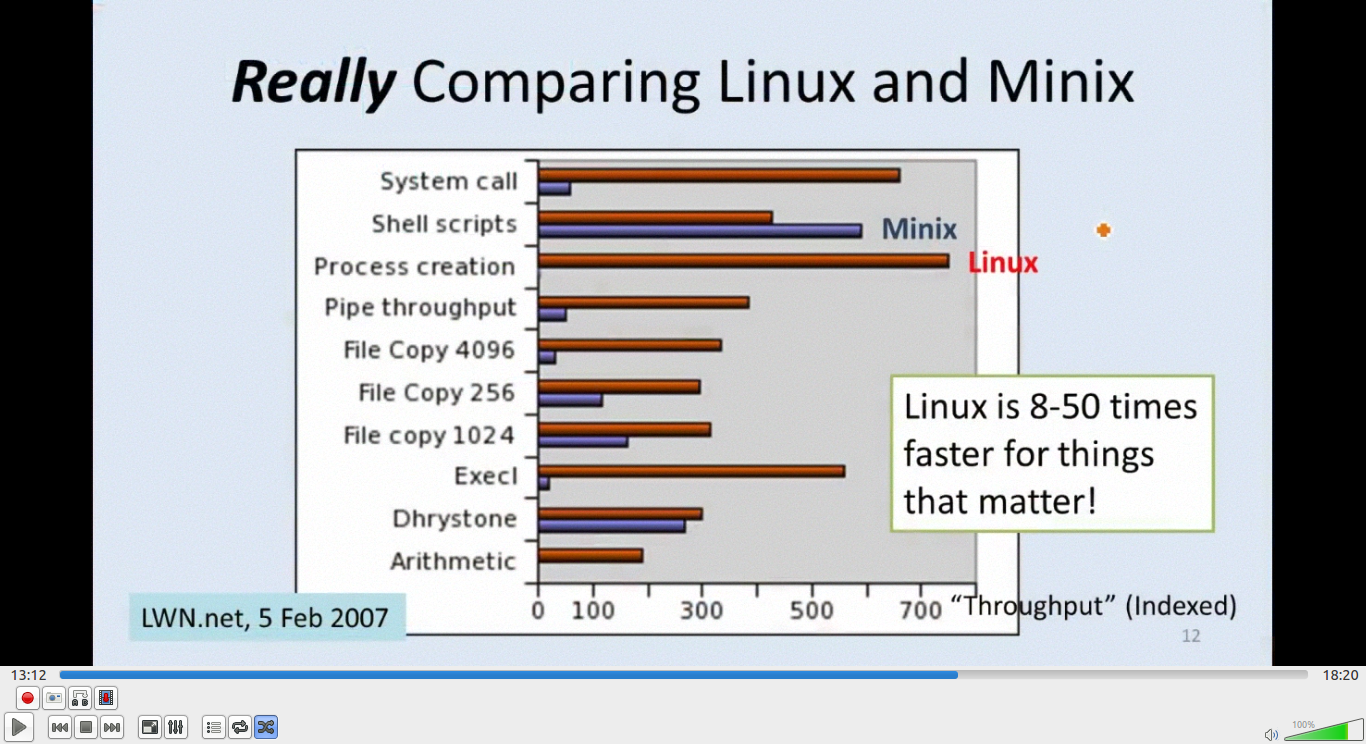 Really Comparing Linux and Minix
System call
Shell scripts
Minix
Process creation
Linux
Pipe throughput
File Copy 4096
File Copy 256
File copy 1024
Execl
Dhrystone
Arithmetic
Linux is 8-50 times
faster for things
that matter!
0 100 300 500 700
"Throughput" (Indexed)
LWN.net, 5 Feb 2007
12
13:12
18:20
100%